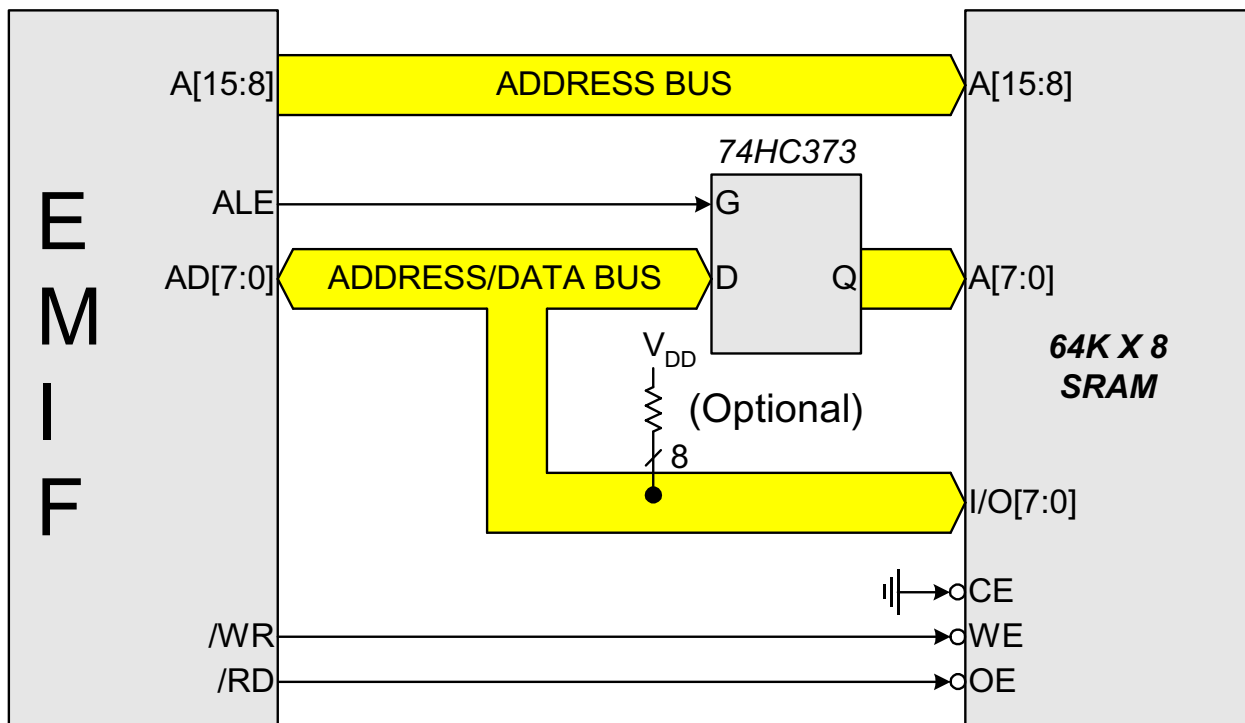 A[15:8]
ADDRESS BUS
A[15:8]
74HC373
ALE
G
AD[7:0]
ADDRESS/DATA BUS
D
Q
A[7:0]
E
M
I
F
VDD
(Optional)
8
64K X 8
SRAM
I/O[7:0]
CE
/WR
WE
/RD
OE